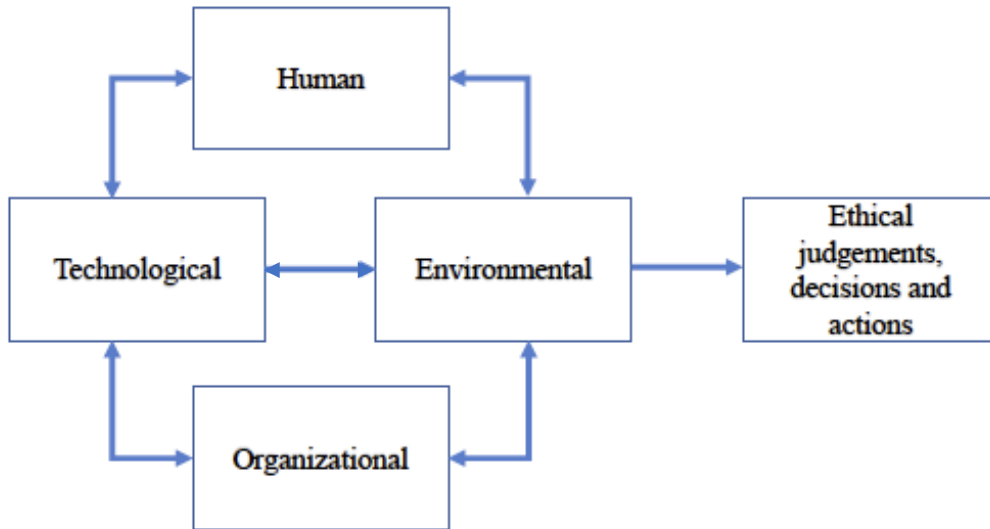 Human
Technological
Environmental
Ethical
judgements,
decisions and
actions
Organizational